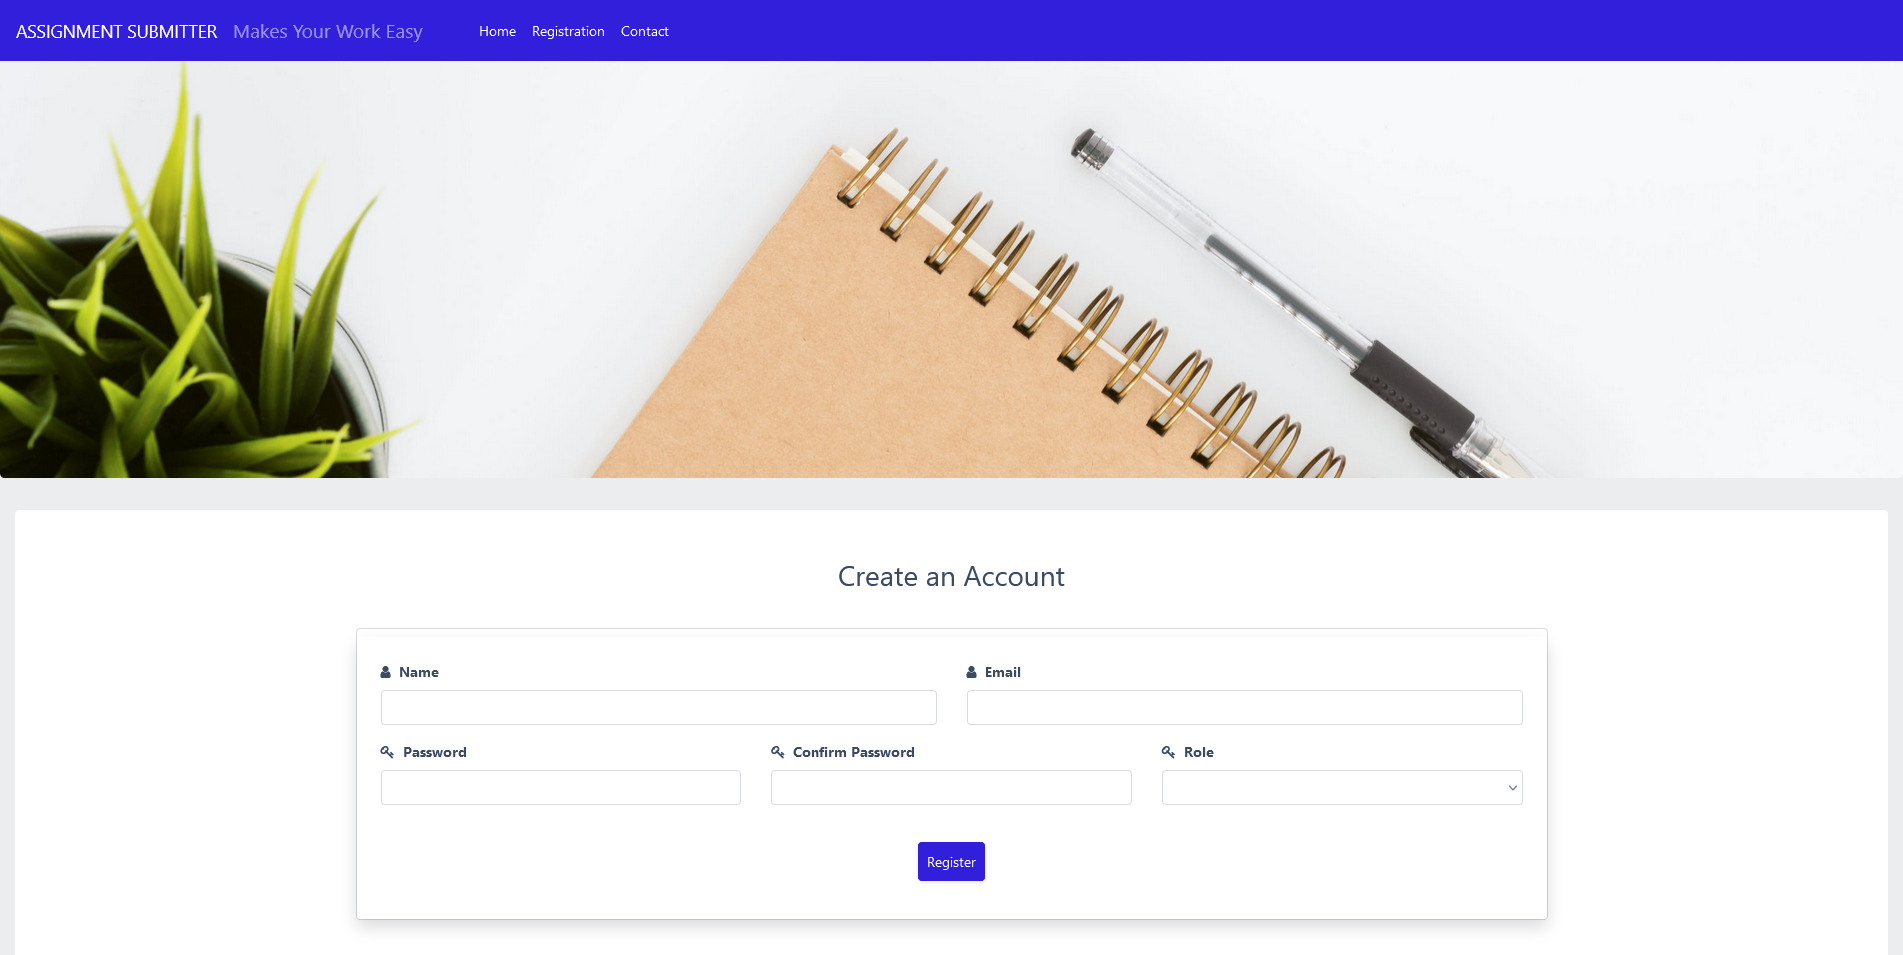 ASSIGNMENT SUBMITTER Makes Your Work Easy Home Registration Contact
Create an Account
Name Email
Password Confirm Password Role
Register